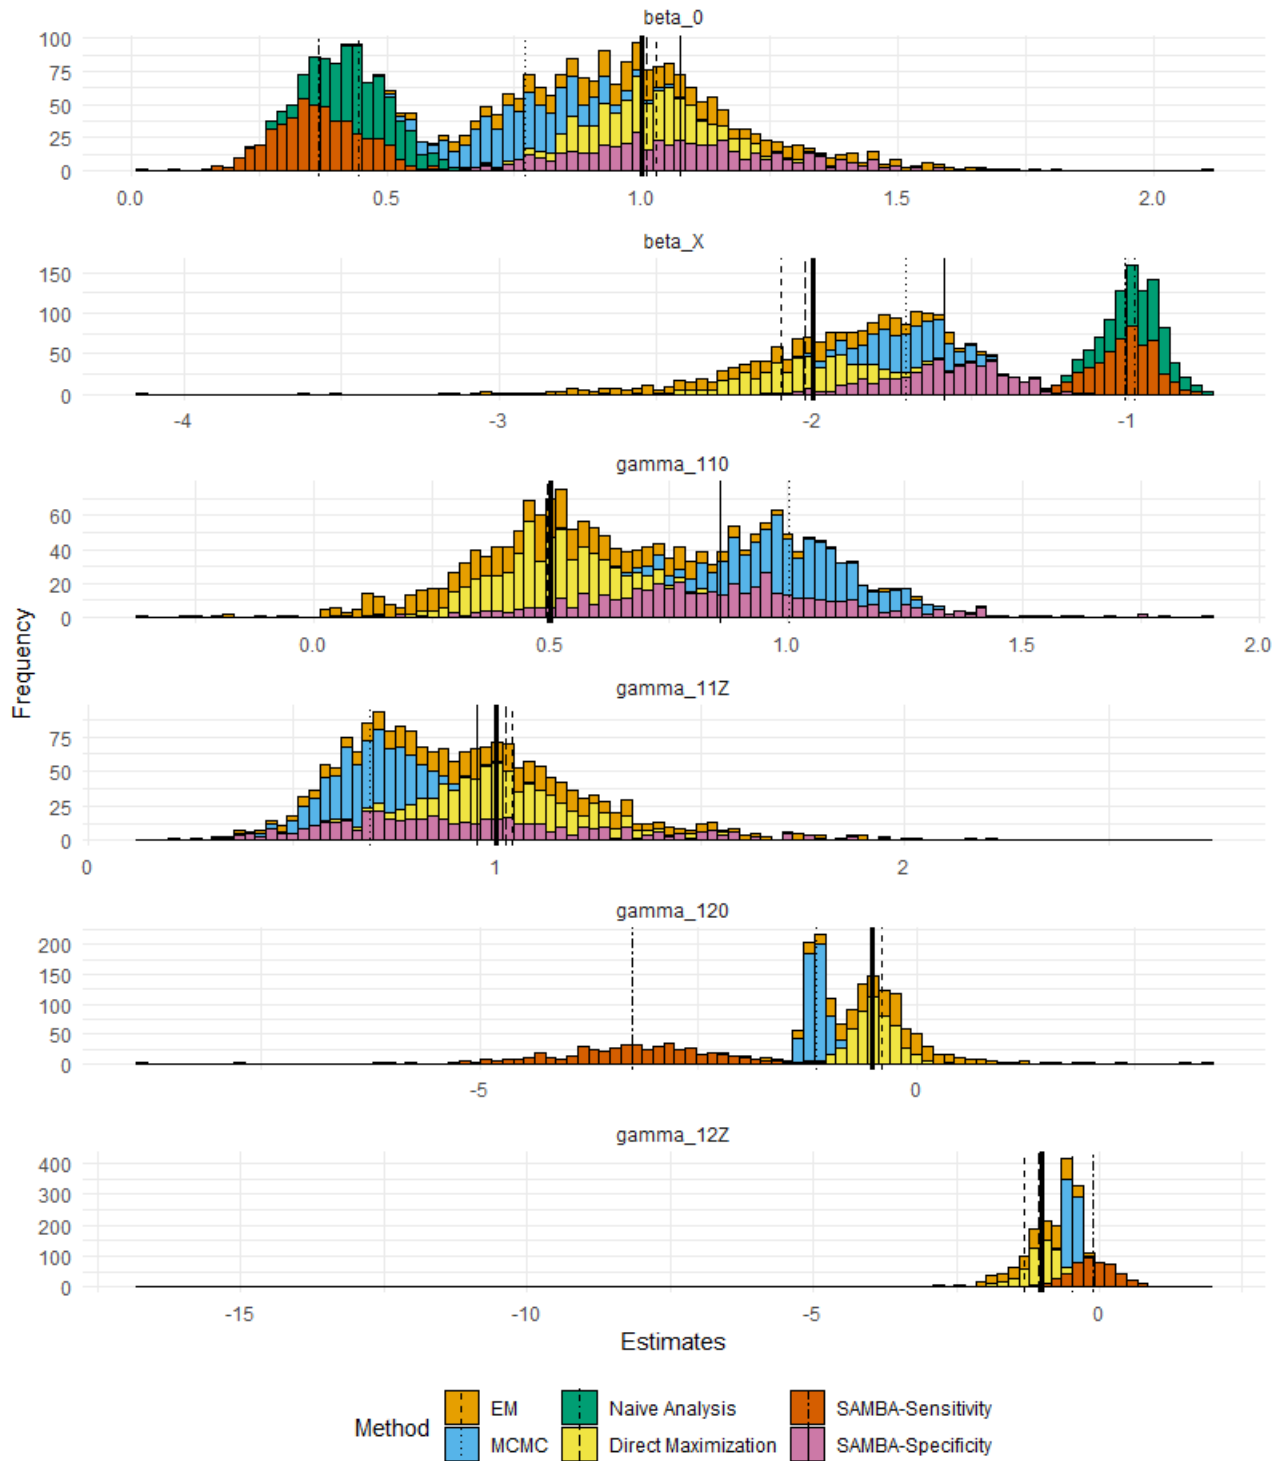 beta_0
100
75
50
25
0
0.0 0.5 1.0 1.5 2.0
beta_X
150
100
50
0
-4 -3 -2 -1
gamma_110
60
40
20
0
0.0 0.5 1.0 1.5 2.0
gamma_11Z
75
50
25
0
0 1 2
gamma_120
200
150
100
50
0
-5 0
gamma_12Z
400
300
200
100
0
-15 -10 -5 0
Frequency
Estimates
Method
EM Naive Analysis SAMBA-Sensitivity
MCMC Direct Maximization SAMBA-Specificity